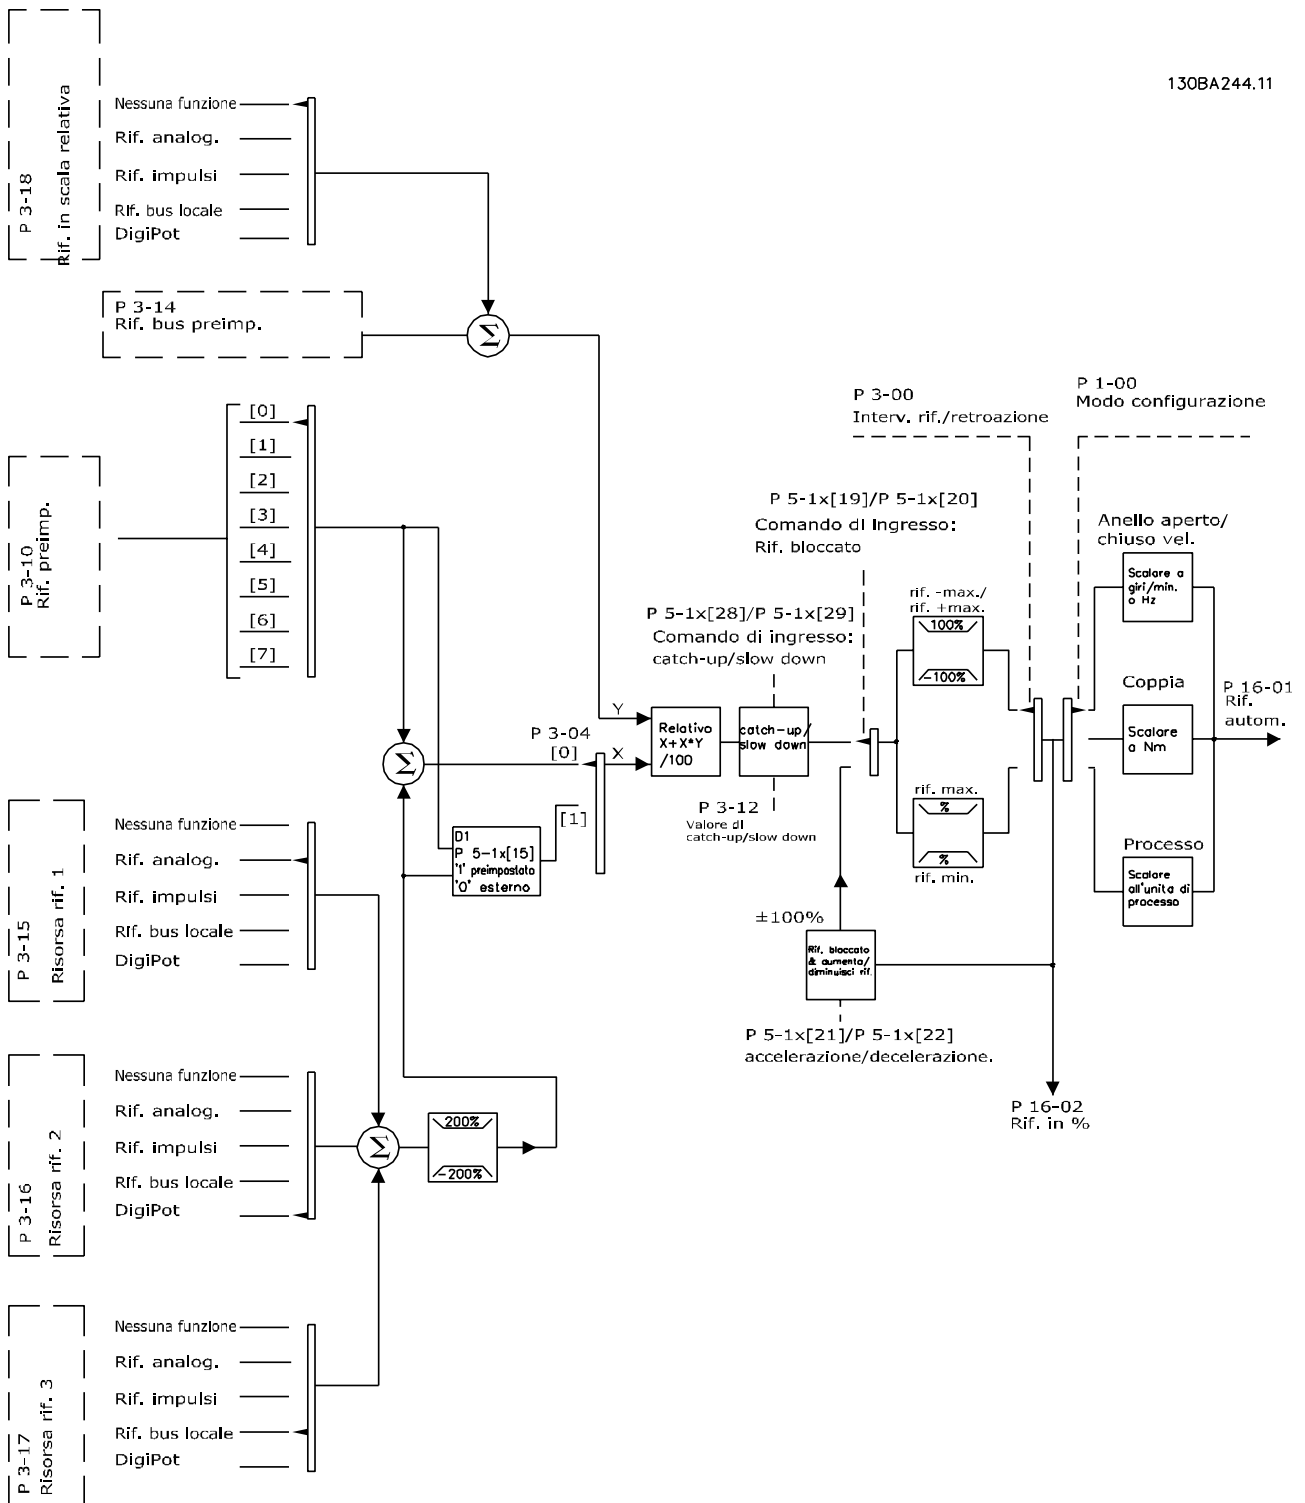 130BA244.11
P 3-18
Rif. in scala relativa
Nessuna funzione
Rif. analog.
Rif. impulsi
Rif. bus locale
DigiPot
P 3-14
Rif. bus preimp.
Σ
P 3-10
Rif. preimp.
[0]
[1]
[2]
[3]
[4]
[5]
[6]
[7]
P 1-00
Modo configurazione
P 3-00
Interv. rif./retroazione
P 5-1x[19]/P 5-1x[20]
Comando di Ingresso:
Rif. bloccato
P 5-1x[28]/P 5-1x[29]
Comando di ingresso:
catch-up/slow down
rif. -max./
rif. +max.
100%
-100%
Anello aperto/
chiuso vel.
Scalare a
giri/min.
o Hz
Coppia
Scalare
a Nm
P 16-01
Rif.
autom.
Y
X
P 3-04
[0]
[1]
Σ
Relativo
X+X*Y
/100
catch-up/
slow down
P 3-12
Valore di
catch-up/slow down
rif. max.
%
%
rif. min.
Processo
Scalare
all'unita di
processo
D1
P 5-1x[15]
'1' preimpostato
'0' esterno
±100%
Rif. bloccato
& aumenta/
diminuisci rif.
P 5-1x[21]/P 5-1x[22]
accelerazione/decelerazione.
P 16-02
Rif. in %
P 3-15
Risorsa rif. 1
Nessuna funzione
Rif. analog.
Rif. impulsi
Rif. bus locale
DigiPot
P 3-16
Risorsa rif. 2
Nessuna funzione
Rif. analog.
Rif. impulsi
Rif. bus locale
DigiPot
Σ
200%
-200%
P 3-17
Risorsa rif. 3
Nessuna funzione
Rif. analog.
Rif. impulsi
Rif. bus locale
DigiPot